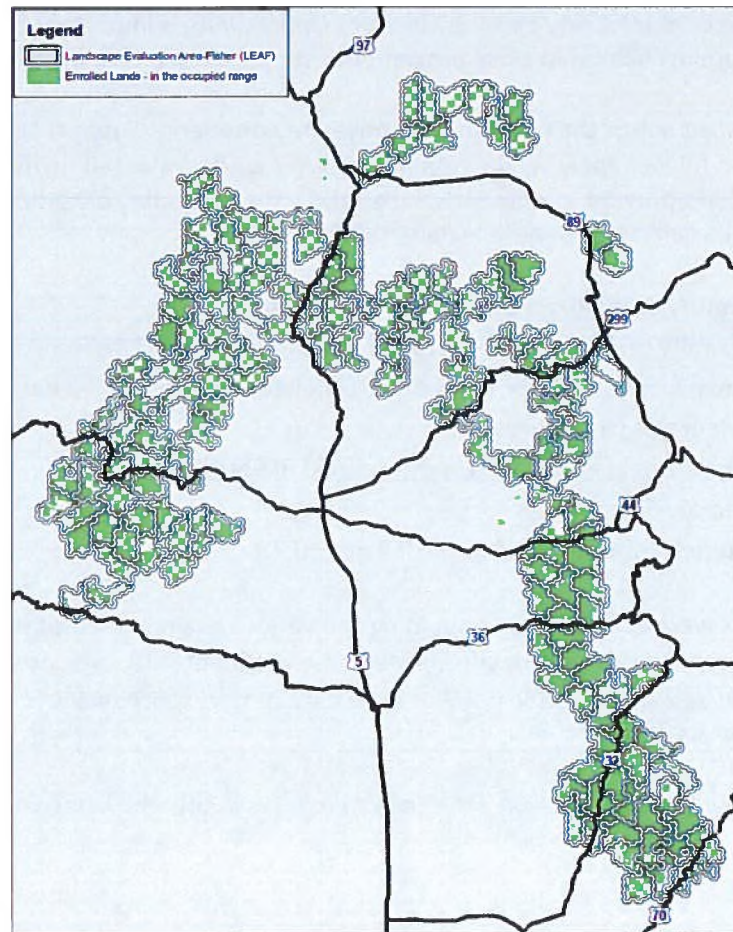 Legend
Landscape Evaluation Area-Fisher (LEAF)
Enrolled Lands - in the occupied range
97
89
299
44
36
5
32
70